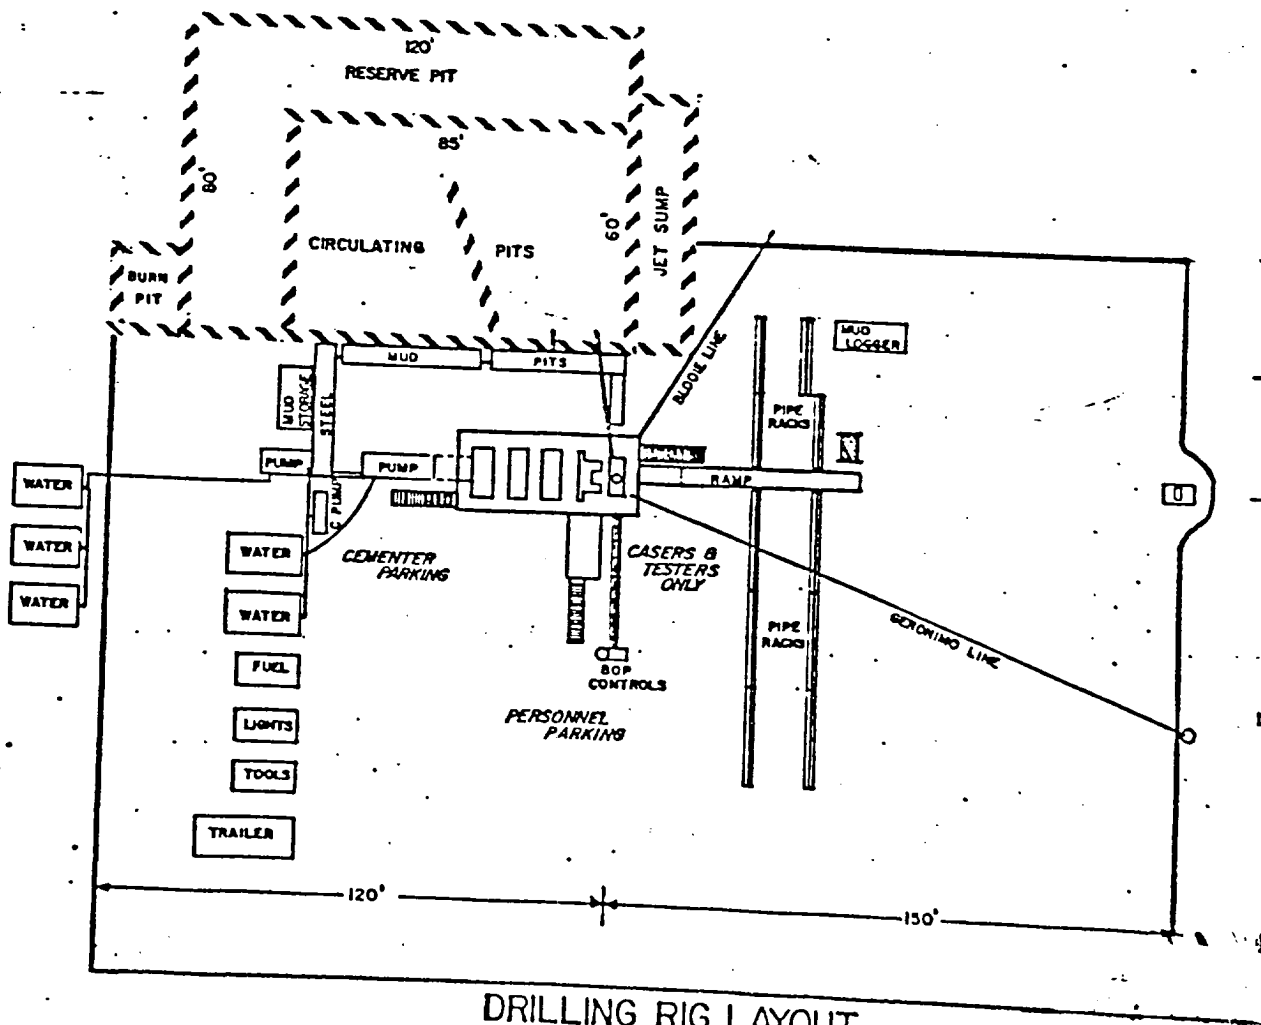 120'
RESERVE PIT
80'
85'
60'
JET SUMP
CIRCULATING PITS
BURN
PIT
MUD
LOGGER
MUD
PITS
BLOOIE LINE
MUD
STORAGE
STEEL
PIPE
RACKS
PUMP
PUMP
RAMP
WATER
C PUMP
WATER
WATER
CEMENTER
PARKING
CASERS &
TESTERS
ONLY
WATER
WATER
GERONIMO LINE
PIPE
RACKS
FUEL
BOP
CONTROLS
LIGHTS
PERSONNEL
PARKING
TOOLS
TRAILER
120'
150'
DRILLING RIG LAYOUT